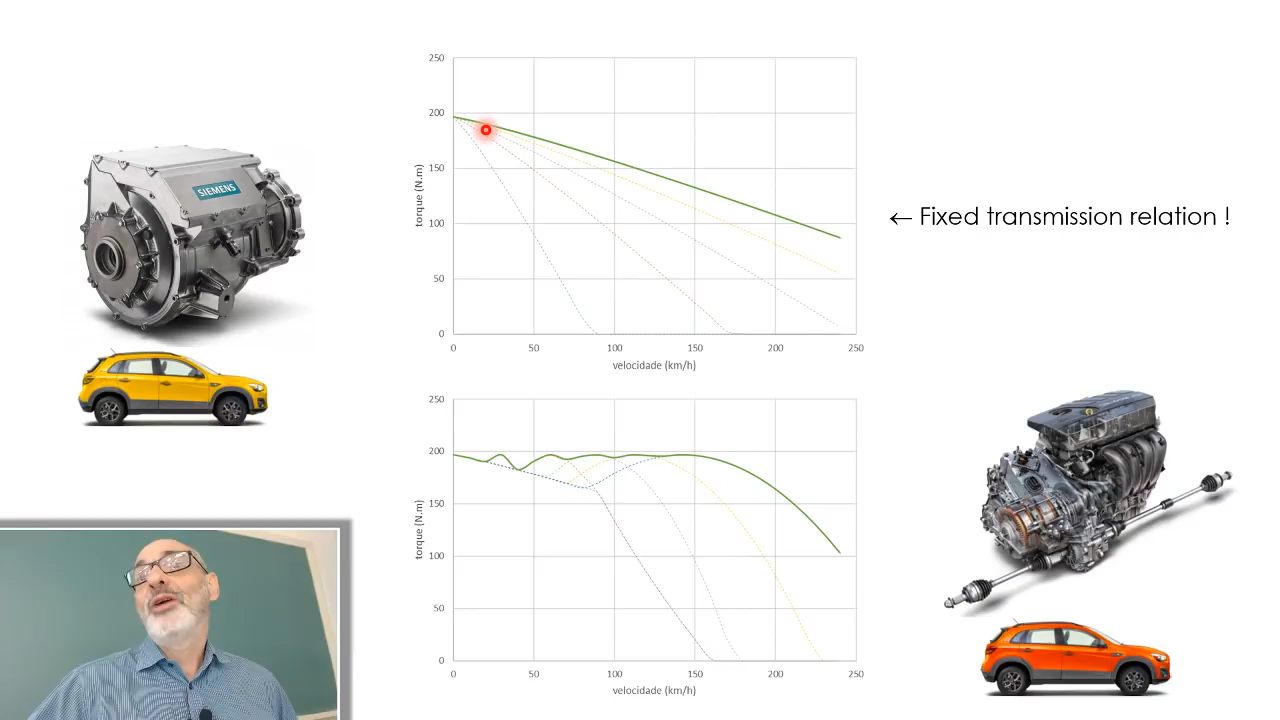 250
200
150
100
50
0
torque (N.m)
0 50 100 150 200 250
velocidade (km/h)
SIEMENS
← Fixed transmission relation !
250
200
150
100
50
0
torque (N.m)
0 50 100 150 200 250
velocidade (km/h)